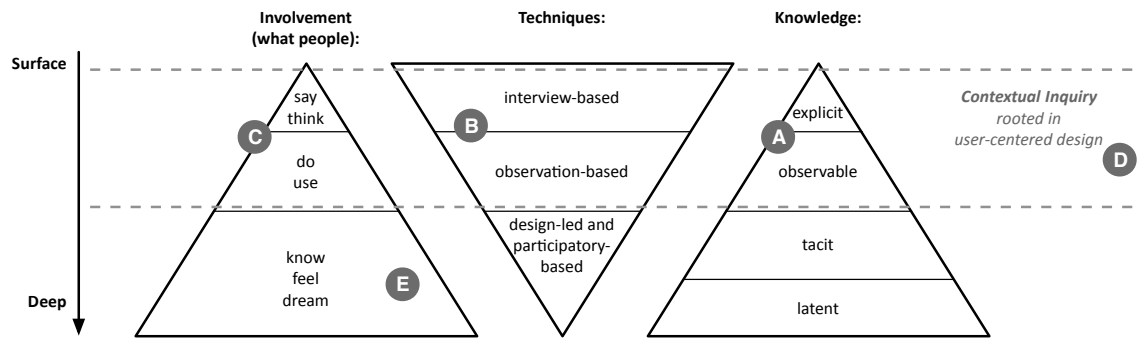 Involvement
(what people):
Techniques:
Knowledge:
Surface
say
think
C
do
use
know
feel
dream
E
interview-based
B
observation-based
design-led and
participatory-
based
explicit
A
observable
tacit
latent
Contextual Inquiry
rooted in
user-centered design
D
Deep